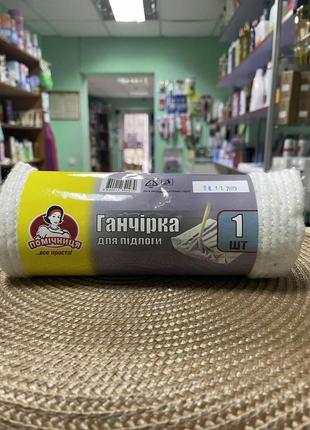 Помічниця
...все просто!
Ганчірка
для підлоги
1
шт